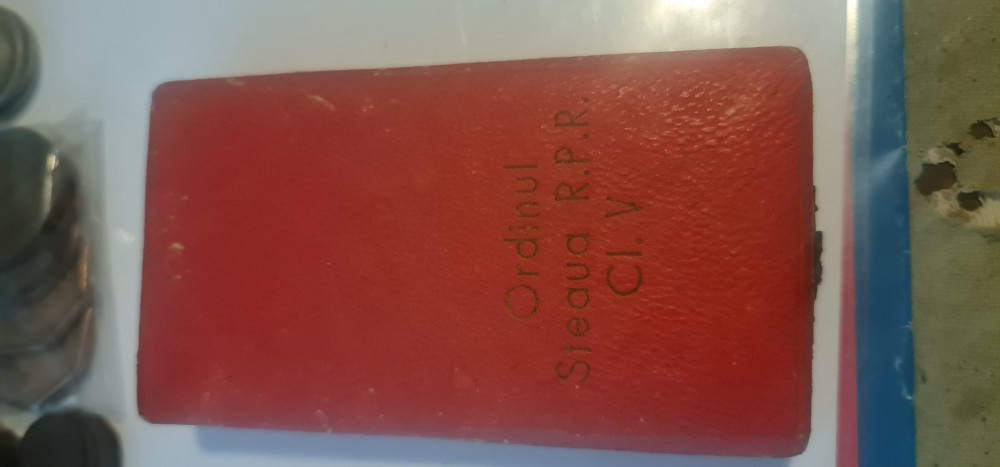 Ordinul
Steaua R.P.R.
Cl. V